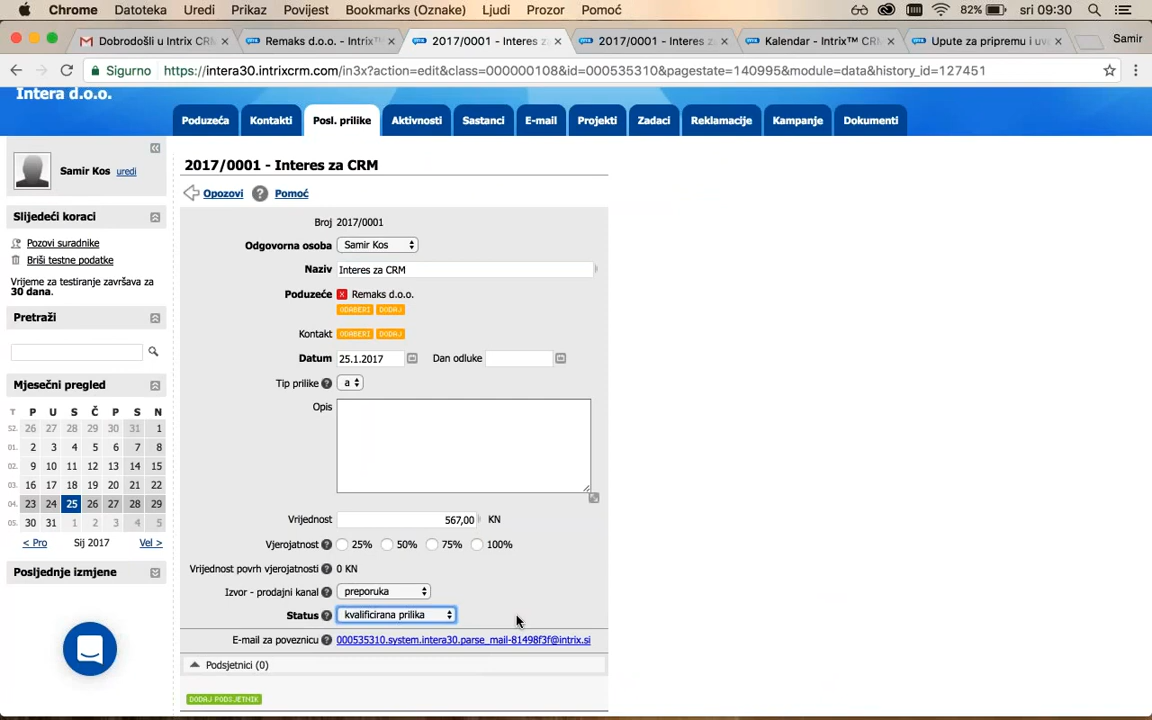 Chrome Datoteka Uredi Prikaz Povijest Bookmarks (Oznake) Ljudi Prozor Pomoć 82% sri 09:30
Dobrodošli u Intrix CRM Remaks d.o.o. - Intrix™ 2017/0001 - Interes za 2017/0001 - Interes za Kalendar - Intrix™ CRM Upute za pripremu i Samir
Sigurno https://intera30.intrixcrm.com/in3x?action=edit&class=000000108&id=000535310&pagestate=140995&module=data&history_id=127451
Intera d.o.o.
Poduzeća Kontakti Posl. prilike Aktivnosti Sastanci E-mail Projekti Zadaci Reklamacije Kampanje Dokumenti
Samir Kos uredi
2017/0001 - Interes za CRM
Opozovi ? Pomoć
Slijedeći koraci
Pozovi suradnike
Briši testne podatke
Vrijeme za testiranje završava za
30 dana.
Pretraži
Mjesečni pregled
T P U S Č P S N
52. 26 27 28 29 30 31 1
01. 2 3 4 5 6 7 8
02. 9 10 11 12 13 14 15
03. 16 17 18 19 20 21 22
04. 23 24 25 26 27 28 29
05. 30 31 1 2 3 4 5
< Pro Sij 2017 Vel >
Posljednje izmjene
Broj 2017/0001
Odgovorna osoba Samir Kos
Naziv Interes za CRM
Poduzeće x Remaks d.o.o.
ODABERI DODAJ
Kontakt ODABERI DODAJ
Datum 25.1.2017 Dan odluke
Tip prilike ? a
Opis
Vrijednost 567,00 KN
Vjerojatnost ? 25% 50% 75% 100%
Vrijednost povrh vjerojatnosti ? 0 KN
Izvor - prodajni kanal ? preporuka
Status ? kvalificirana prilika
E-mail za poveznicu ? 000535310.system.intera30.parse_mail-81498f3f@intrix.si
Podsjetnici (0)
DODAJ PODSJETNIK